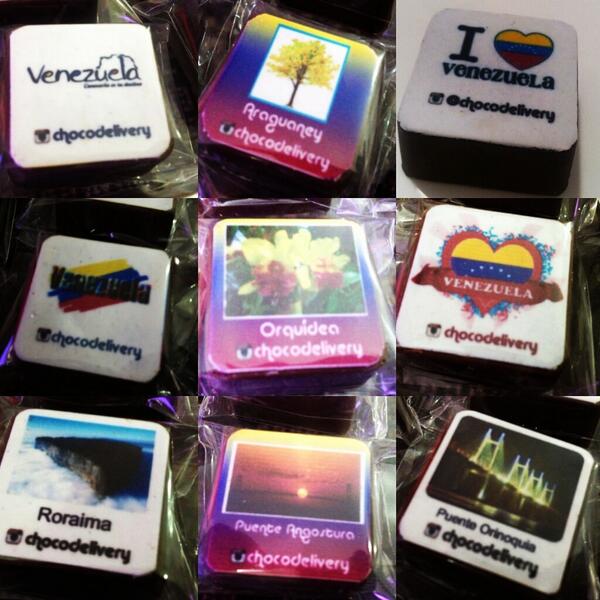 Venezuela
chocodelivery
Araguaney
chocodelivery
I
venezuela
@chocodelivery
Venezuela
chocodelivery
Orquídea
chocodelivery
VENEZUELA
chocodelivery
Roraima
chocodelivery
Puente Angostura
chocodelivery
Puente Orinoquia
chocodelivery